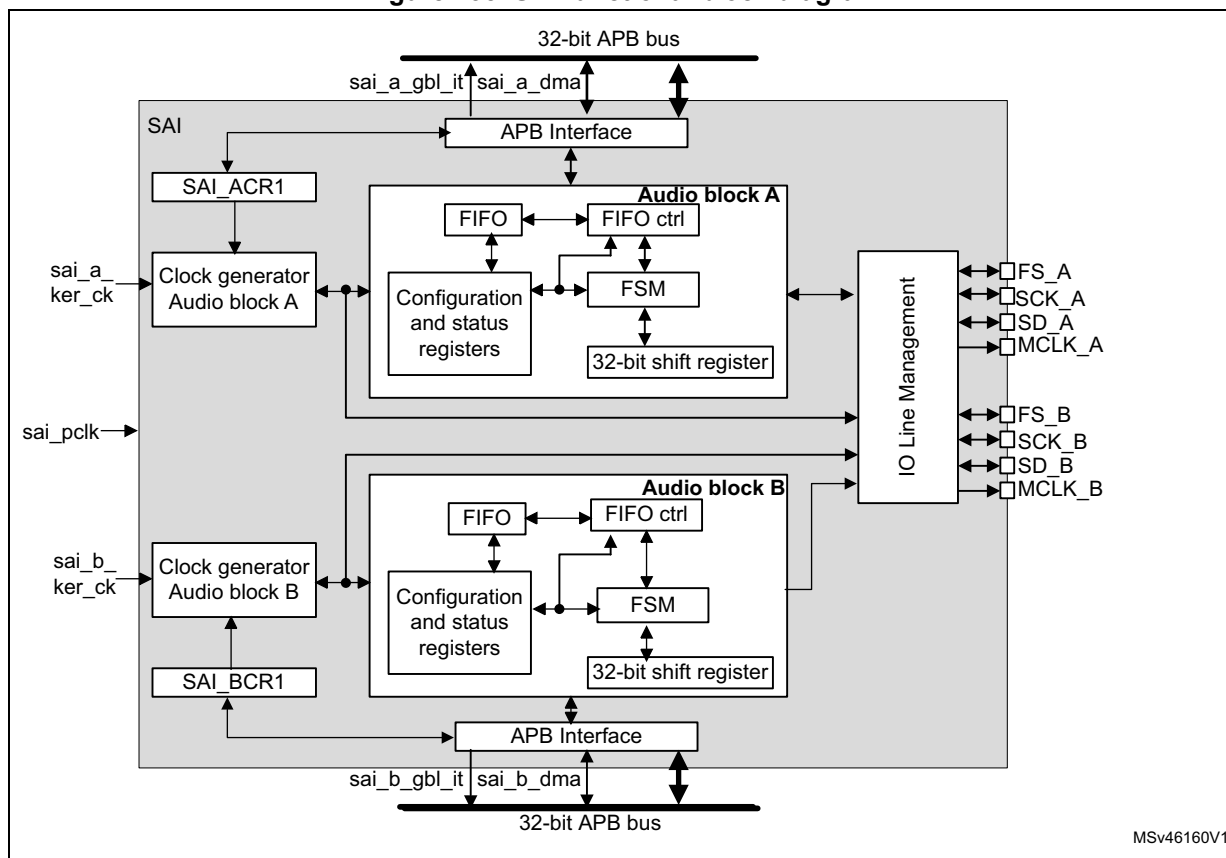 32-bit APB bus
sai_a_gbl_it sai_a_dma
SAI
APB Interface
SAI_ACR1
Audio block A
FIFO
FIFO ctrl
sai_a_
ker_ck
Clock generator
Audio block A
Configuration
and status
registers
FSM
32-bit shift register
IO Line Management
FS_A
SCK_A
SD_A
MCLK_A
sai_pclk
FS_B
SCK_B
SD_B
MCLK_B
Audio block B
FIFO
FIFO ctrl
sai_b_
ker_ck
Clock generator
Audio block B
Configuration
and status
registers
FSM
32-bit shift register
SAI_BCR1
APB Interface
sai_b_gbl_it sai_b_dma
32-bit APB bus
MSv46160V1